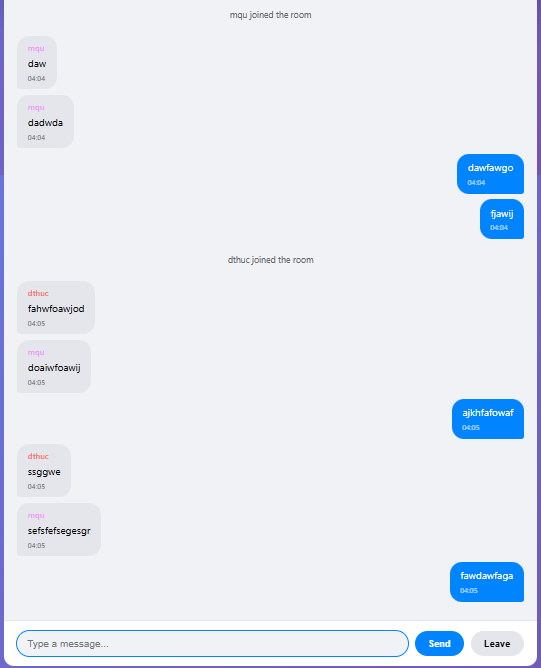 mqu joined the room
mqu
daw
04:04
mqu
dadwda
04:04
dawfawgo
04:04
fjawij
04:04
dthuc joined the room
dthuc
fahwfoawjod
04:05
mqu
doaiwfoawij
04:05
ajkhfafowaf
04:05
dthuc
ssggwe
04:05
mqu
sefsfefsegesgr
04:05
fawdawfaga
04:05
Type a message...
Send
Leave